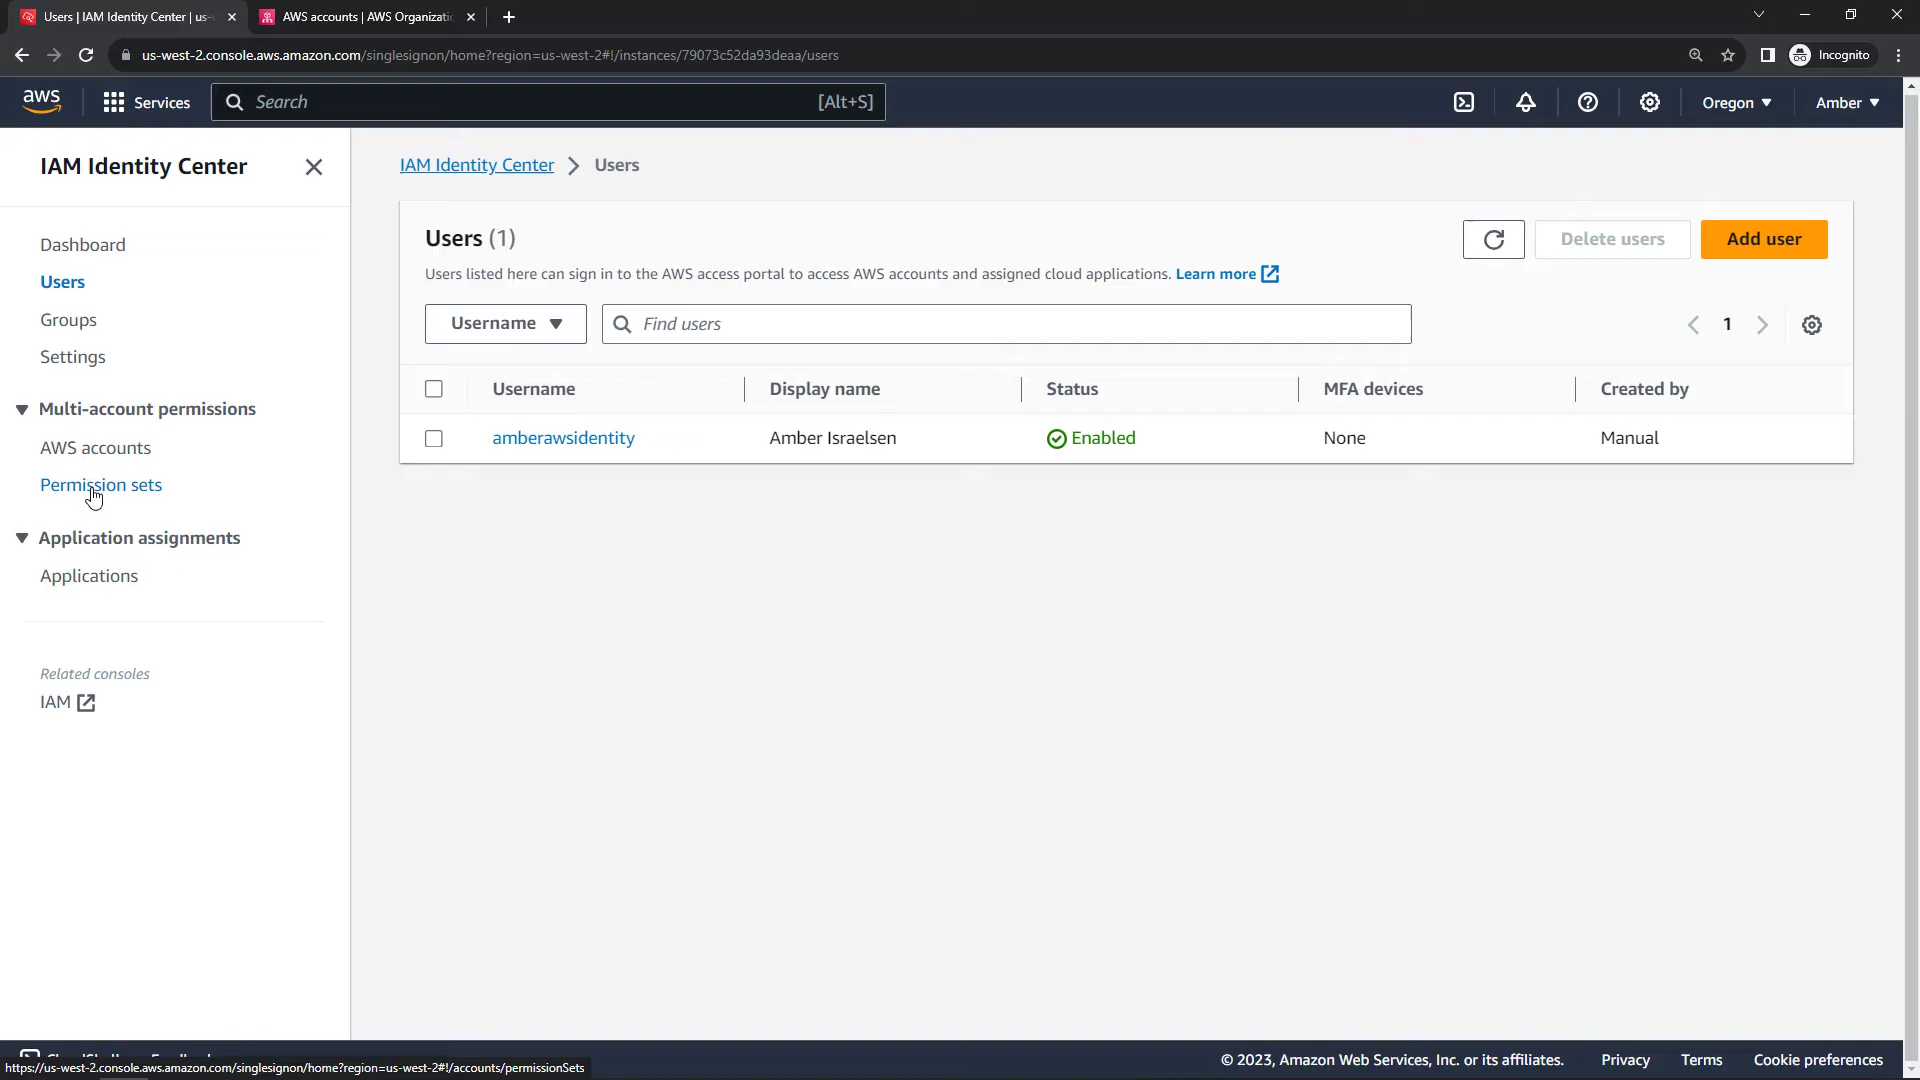 Users | IAM Identity Center | us-
AWS accounts | AWS Organizatio
us-west-2.console.aws.amazon.com/singlesignon/home?region=us-west-2#!/instances/79073c52da93deaa/users
Incognito
aws
Services
Search
[Alt+S]
Oregon
Amber
IAM Identity Center
Dashboard
Users
Groups
Settings
Multi-account permissions
AWS accounts
Permission sets
Application assignments
Applications
Related consoles
IAM
IAM Identity Center
Users
Users (1)
Delete users
Add user
Users listed here can sign in to the AWS access portal to access AWS accounts and assigned cloud applications. Learn more
Username
Find users
1
Username
Display name
Status
MFA devices
Created by
amberawsidentity
Amber Israelsen
Enabled
None
Manual
© 2023, Amazon Web Services, Inc. or its affiliates.
Privacy
Terms
Cookie preferences
https://us-west-2.console.aws.amazon.com/singlesignon/home?region=us-west-2#!/accounts/permissionSets